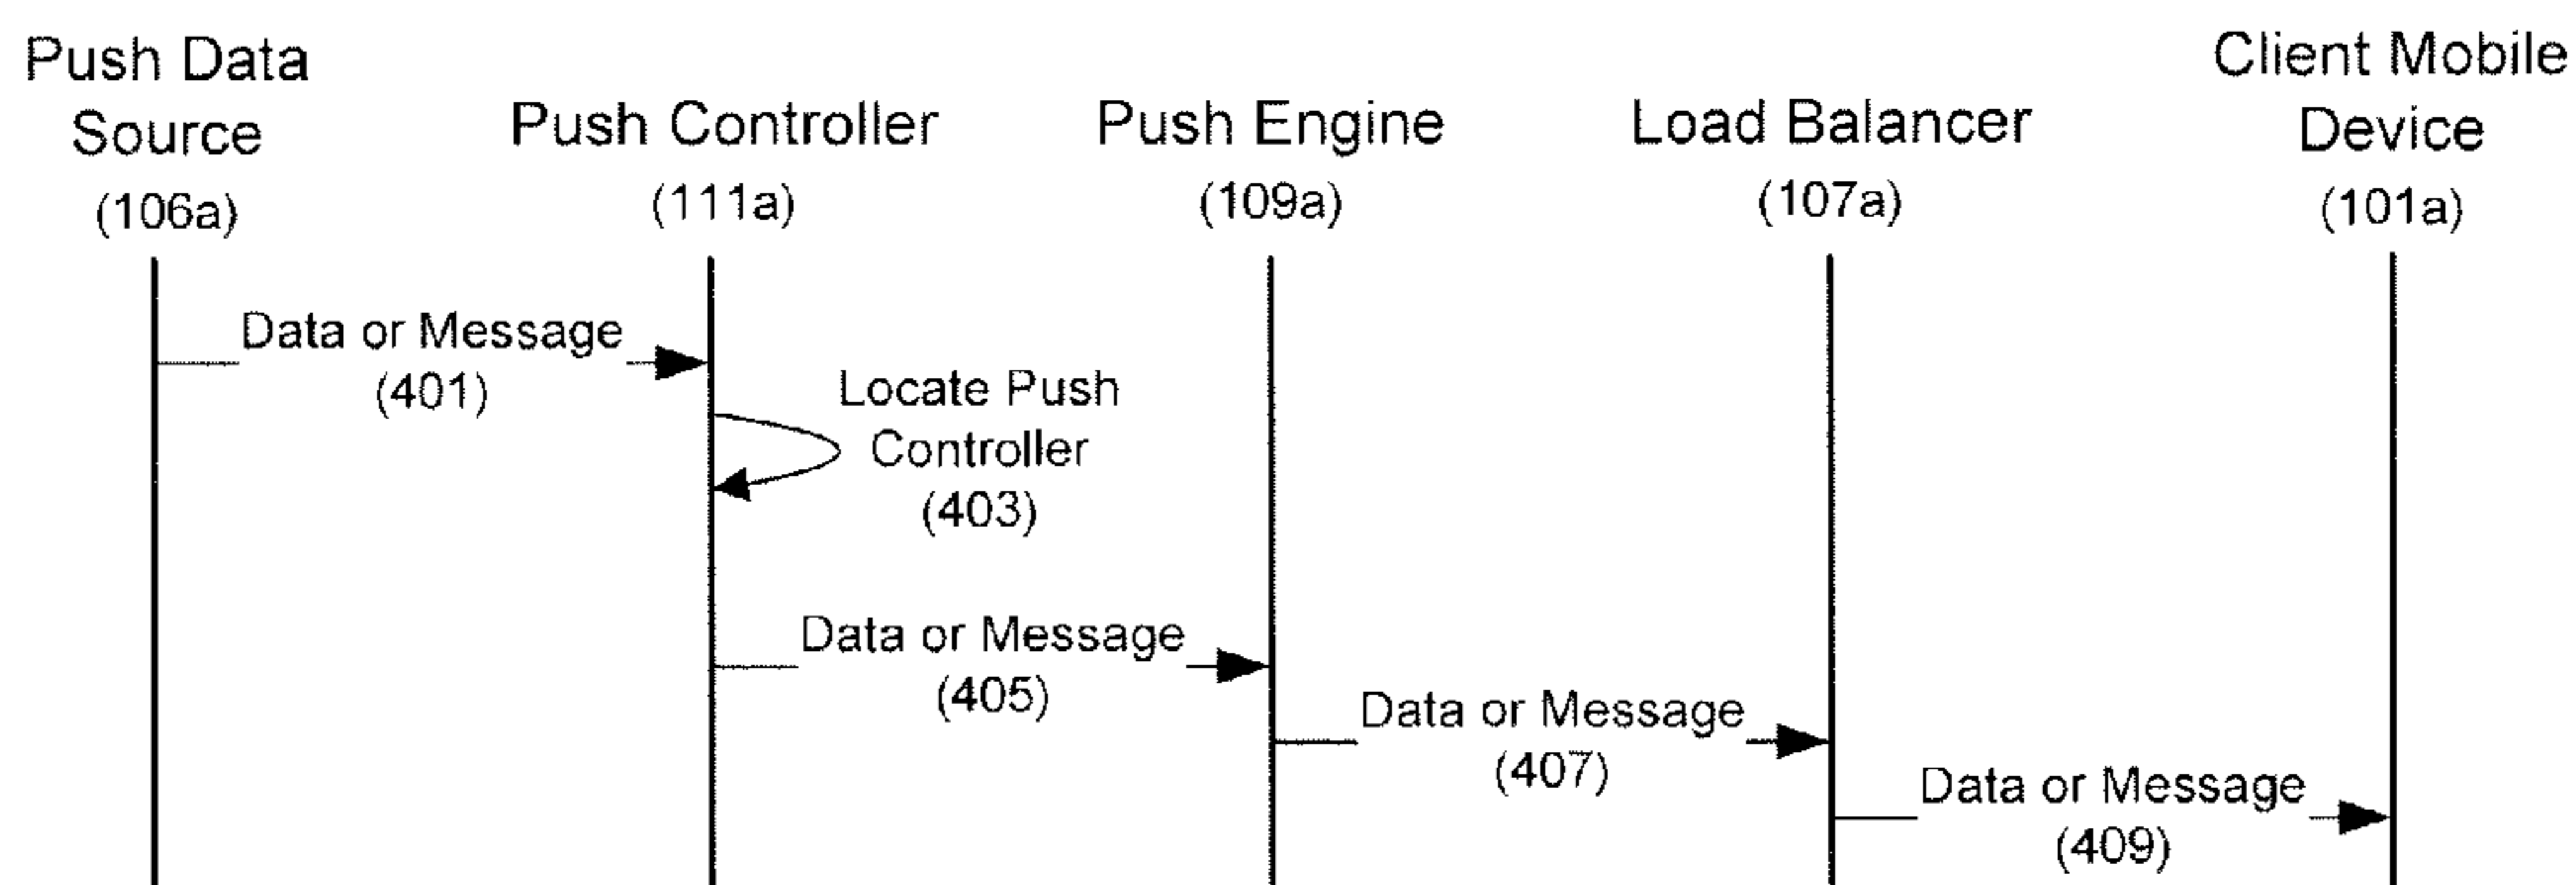 Push Data
Source
(106a)
Push Controller
(111a)
Push Engine
(109a)
Load Balancer
(107a)
Client Mobile
Device
(101a)
Data or Message
(401)
Locate Push
Controller
(403)
Data or Message
(405)
Data or Message
(407)
Data or Message
(409)